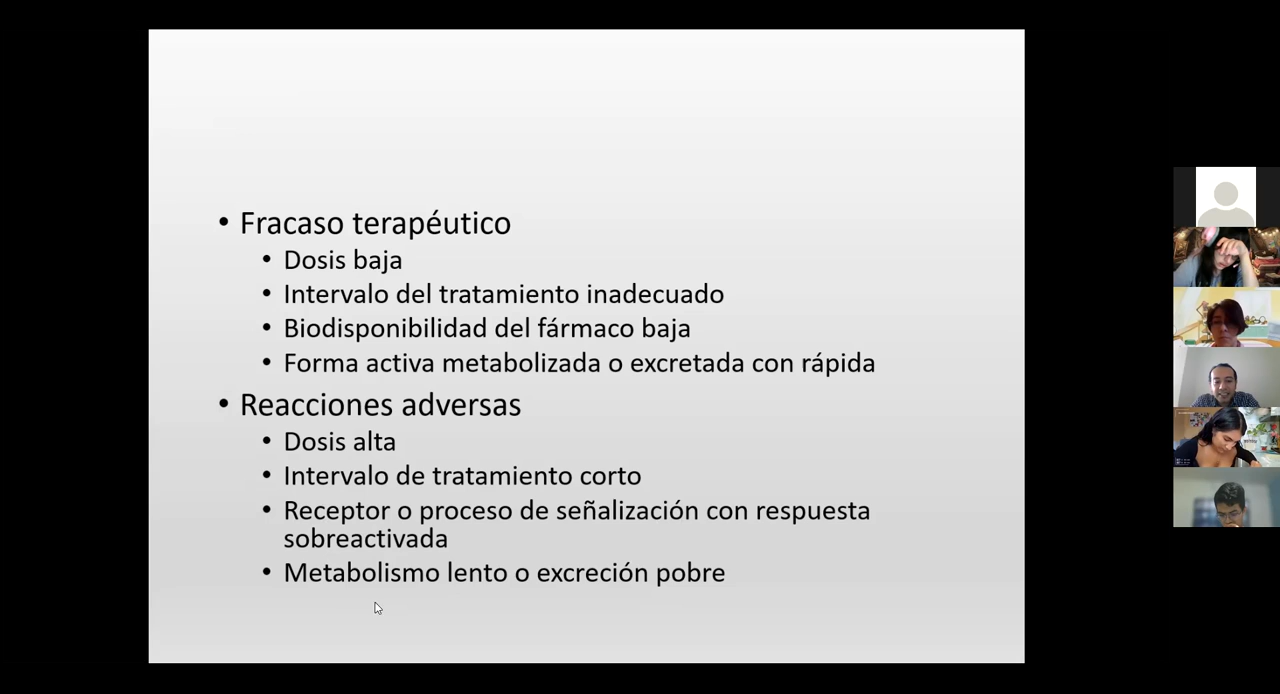 • Fracaso terapéutico
• Dosis baja
• Intervalo del tratamiento inadecuado
• Biodisponibilidad del fármaco baja
• Forma activa metabolizada o excretada con rápida
• Reacciones adversas
• Dosis alta
• Intervalo de tratamiento corto
• Receptor o proceso de señalización con respuesta
sobreactivada
• Metabolismo lento o excreción pobre